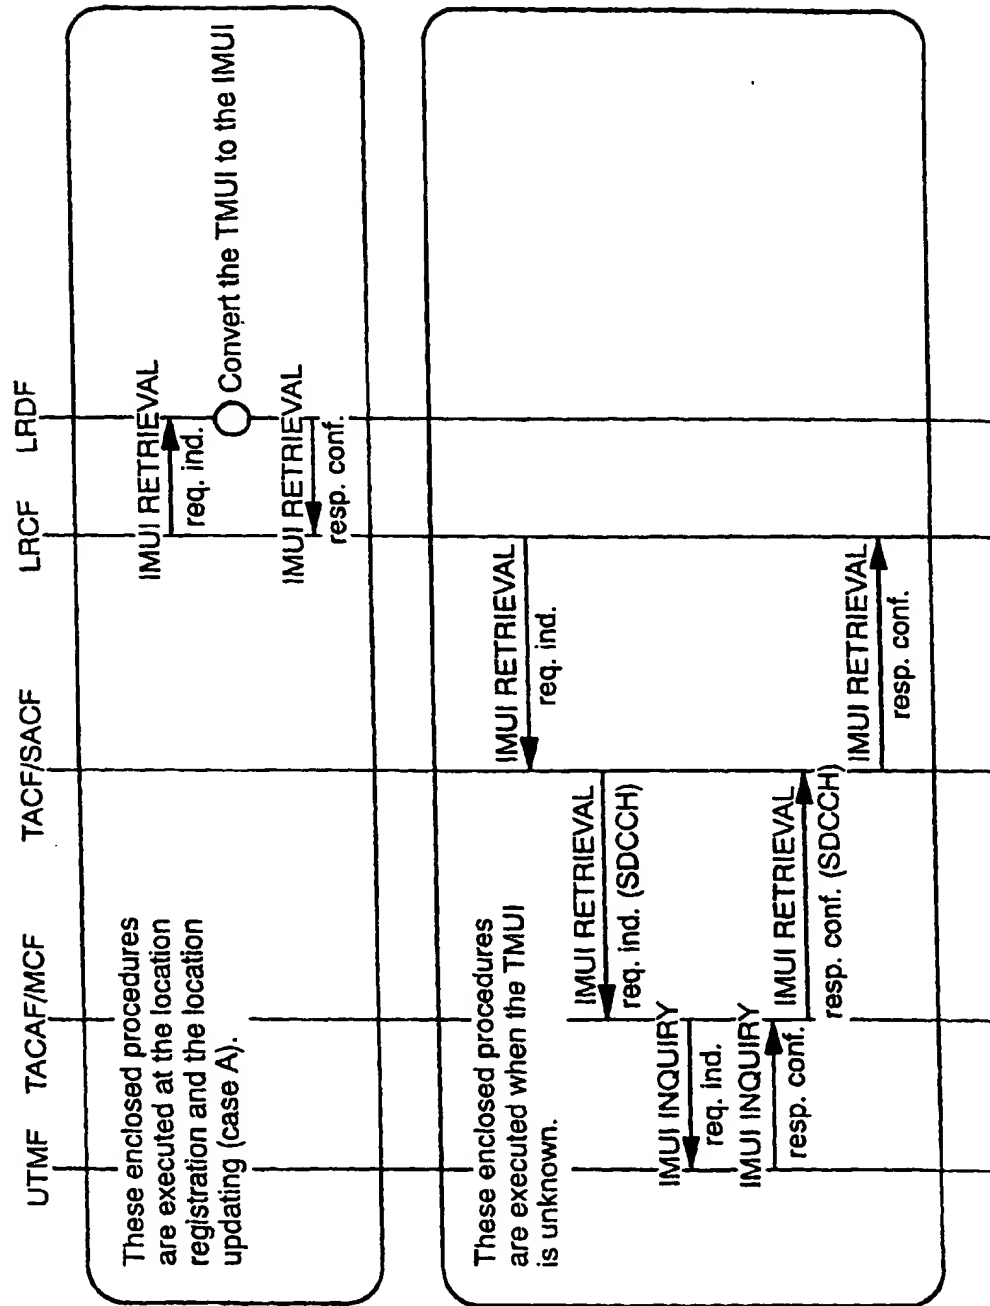 UTMF TACAF/MCF TACF/SACF LRCF LRDF
These enclosed procedures
are executed at the location
registration and the location
updating (case A).
IMUI RETRIEVAL
req. ind.
Convert the TMUI to the IMUI
IMUI RETRIEVAL
resp. conf.
These enclosed procedures
are executed when the TMUI
is unknown.
IMUI RETRIEVAL
req. ind.
IMUI RETRIEVAL
req. ind. (SDCCH)
IMUI INQUIRY
req. ind.
IMUI INQUIRY
resp. conf.
IMUI RETRIEVAL
resp. conf. (SDCCH)
IMUI RETRIEVAL
resp. conf.